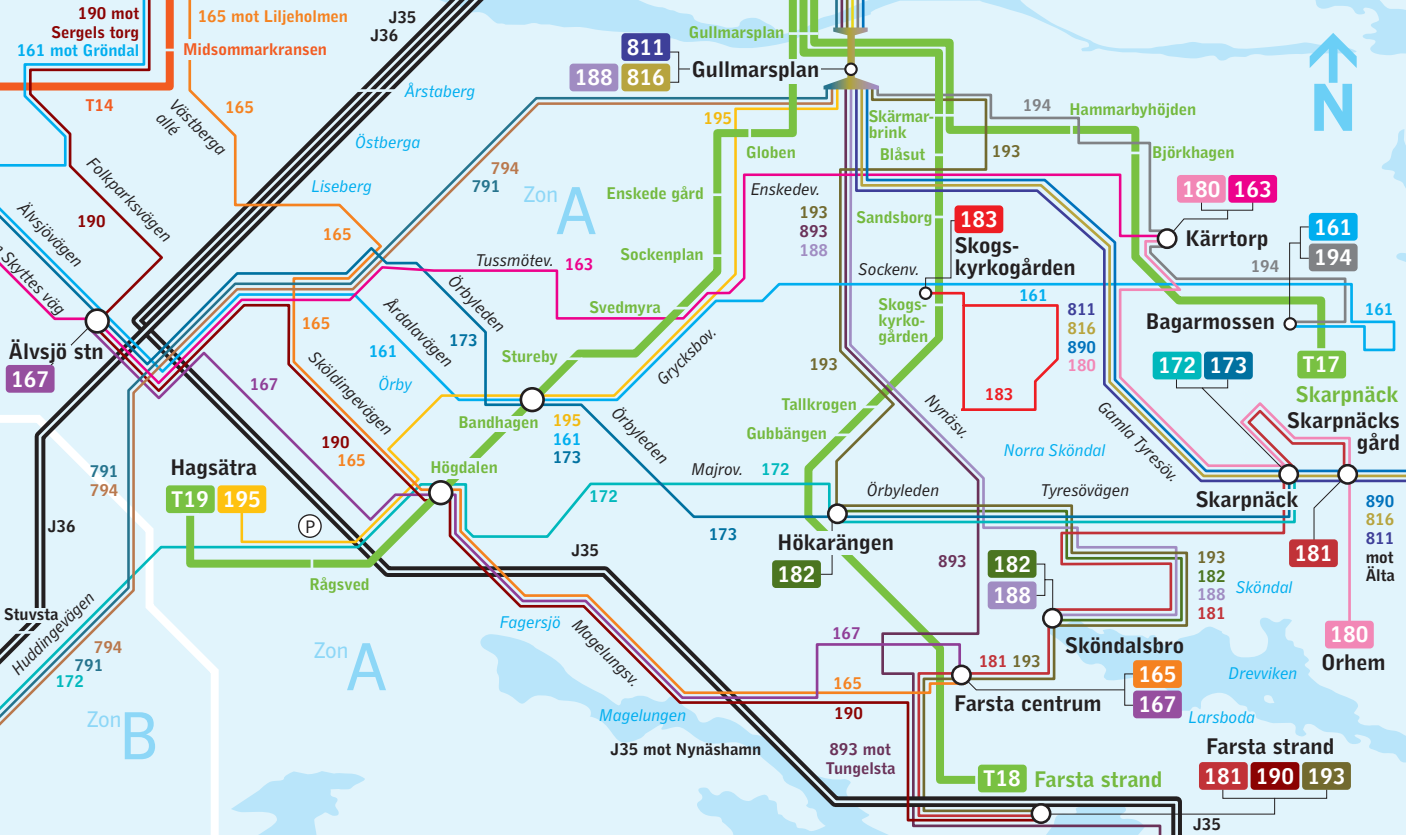 190 mot
Sergels torg
161 mot Gröndal
165 mot Liljeholmen
Midsommarkransen
J35
J36
T14
Västberga
allé
165
Årstaberg
Östberga
Liseberg
Folkparksvägen
190
Älvsjövägen
Skyttes väg
165
794
791
Zon
A
Gullmarsplan
811
188
816
Gullmarsplan
195
Globen
Enskede gård
Sockenplan
Svedmyra
Stureby
Bandhagen
Högdalen
Skärmar-
brink
Blåsut
Sandsborg
Skogs-
kyrko-
gården
Tallkrogen
Gubbängen
194
193
Hammarbyhöjden
Björkhagen
N
Enskedev.
193
893
188
183
Skogs-
kyrkogården
Sockenv.
180
163
Kärrtorp
161
194
194
Bagarmossen
161
161
T17
Skarpnäck
811
816
890
180
183
172
173
Skarpnäcks
gård
Älvsjö stn
167
Tussmötev.
163
Örbyleden
173
Årdalavägen
161
Örby
165
Sköldingevägen
167
190
165
Grycksbov.
195
161
173
Örbyleden
193
Nynäsv.
Norra Sköndal
Gamla Tyresöv.
Majrov.
172
172
173
Örbyleden
Tyresövägen
Skarpnäck
Hökarängen
182
181
890
816
811
mot
Älta
Hagsätra
T19
195
P
791
794
J36
Rågsved
J35
893
182
188
193
182
188
181
Sköndal
Sköndalsbro
180
Orhem
Stuvsta
Huddingevägen
794
791
172
Zon
A
Zon
B
Fagersjö
Magelungsv.
167
165
190
181
193
Farsta centrum
165
167
Drevviken
Larsboda
Magelungen
J35 mot Nynäshamn
893 mot
Tungelsta
T18
Farsta strand
Farsta strand
181
190
193
J35